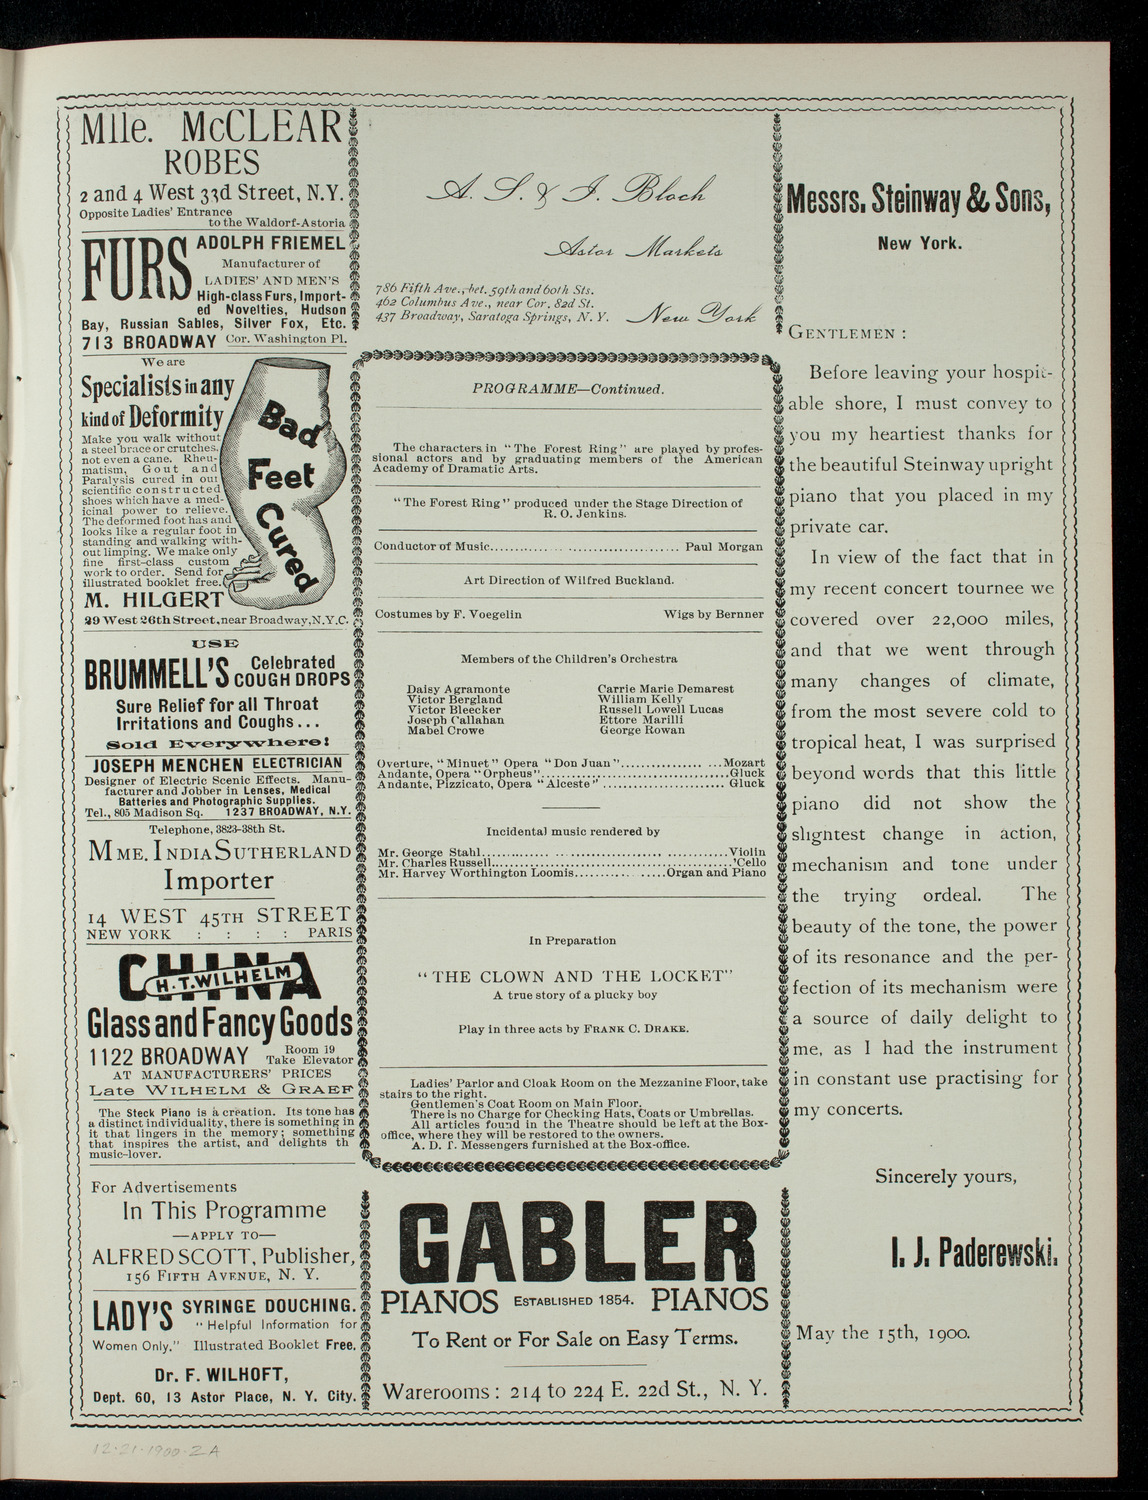 Mlle. McCLEAR
ROBES
2 and 4 West 33d Street, N.Y.
Opposite Ladies' Entrance
to the Waldorf-Astoria
FURS
ADOLPH FRIEMEL
Manufacturer of
LADIES' AND MEN'S
High-class Furs, Import-
ed Novelties, Hudson
Bay, Russian Sables, Silver Fox, Etc.
713 BROADWAY Cor. Washington Pl.
We are
Specialists in any
kind of Deformity
Make you walk without
a steel brace or crutches,
not even a cane. Rheu-
matism, Gout and
Paralysis cured in our
scientific constructed
shoes which have a med-
icinal power to relieve.
The deformed foot has and
looks like a regular foot in
standing and walking with-
out limping. We make only
fine first-class custom
work to order. Send for
illustrated booklet free.
Bad
Feet
Cured
M. HILGERT
29 West 26th Street, near Broadway, N.Y.C.
USE
BRUMMELL'S Celebrated
COUGH DROPS
Sure Relief for all Throat
Irritations and Coughs...
Sold Everywhere!
JOSEPH MENCHEN ELECTRICIAN
Designer of Electric Scenic Effects. Manu-
facturer and Jobber in Lenses, Medical
Batteries and Photographic Supplies.
Tel., 805 Madison Sq. 1237 BROADWAY, N.Y.
Telephone, 3823-38th St.
MME. INDIA SUTHERLAND
Importer
14 WEST 45TH STREET
NEW YORK : : : : PARIS
CHINA
H. T. WILHELM
Glass and Fancy Goods
1122 BROADWAY Room 19
Take Elevator
AT MANUFACTURERS' PRICES
Late WILHELM & GRAEF
The Steck Piano is a creation. Its tone has
a distinct individuality, there is something in
it that lingers in the memory; something
that inspires the artist, and delights th
music-lover.
For Advertisements
In This Programme
—APPLY TO—
ALFRED SCOTT, Publisher,
156 FIFTH AVENUE, N. Y.
LADY'S SYRINGE DOUCHING.
"Helpful Information for
Women Only." Illustrated Booklet Free.
Dr. F. WILHOFT,
Dept. 60, 13 Astor Place, N. Y. City.
A. S. & J. Bloch
Astor Markets
786 Fifth Ave., bet. 59th and 60th Sts.
462 Columbus Ave., near Cor. 82d St.
437 Broadway, Saratoga Springs, N. Y.
New York
PROGRAMME—Continued.
The characters in "The Forest Ring" are played by profes-
sional actors and by graduating members of the American
Academy of Dramatic Arts.
"The Forest Ring" produced under the Stage Direction of
R. O. Jenkins.
Conductor of Music.......................................... Paul Morgan
Art Direction of Wilfred Buckland.
Costumes by F. Voegelin Wigs by Bernner
Members of the Children's Orchestra
Daisy Agramonte Carrie Marie Demarest
Victor Bergland William Kelly
Victor Bleecker Russell Lowell Lucas
Joseph Callahan Ettore Marilli
Mabel Crowe George Rowan
Overture, "Minuet" Opera "Don Juan"....................Mozart
Andante, Opera "Orpheus"......................................Gluck
Andante, Pizzicato, Opera "Alceste"......................... Gluck
Incidental music rendered by
Mr. George Stahl..................................................Violin
Mr. Charles Russell...............................................'Cello
Mr. Harvey Worthington Loomis..................Organ and Piano
In Preparation
"THE CLOWN AND THE LOCKET"
A true story of a plucky boy
Play in three acts by FRANK C. DRAKE.
Ladies' Parlor and Cloak Room on the Mezzanine Floor, take
stairs to the right.
Gentlemen's Coat Room on Main Floor.
There is no Charge for Checking Hats, Coats or Umbrellas.
All articles found in the Theatre should be left at the Box-
office, where they will be restored to the owners.
A. D. T. Messengers furnished at the Box-office.
GABLER
PIANOS ESTABLISHED 1854. PIANOS
To Rent or For Sale on Easy Terms.
Warerooms: 214 to 224 E. 22d St., N. Y.
Messrs. Steinway & Sons,
New York.
GENTLEMEN:
Before leaving your hospit-
able shore, I must convey to
you my heartiest thanks for
the beautiful Steinway upright
piano that you placed in my
private car.
In view of the fact that in
my recent concert tournee we
covered over 22,000 miles,
and that we went through
many changes of climate,
from the most severe cold to
tropical heat, I was surprised
beyond words that this little
piano did not show the
slightest change in action,
mechanism and tone under
the trying ordeal. The
beauty of the tone, the power
of its resonance and the per-
fection of its mechanism were
a source of daily delight to
me, as I had the instrument
in constant use practising for
my concerts.
Sincerely yours,
I. J. Paderewski.
May the 15th, 1900.
12-21-1900-2A